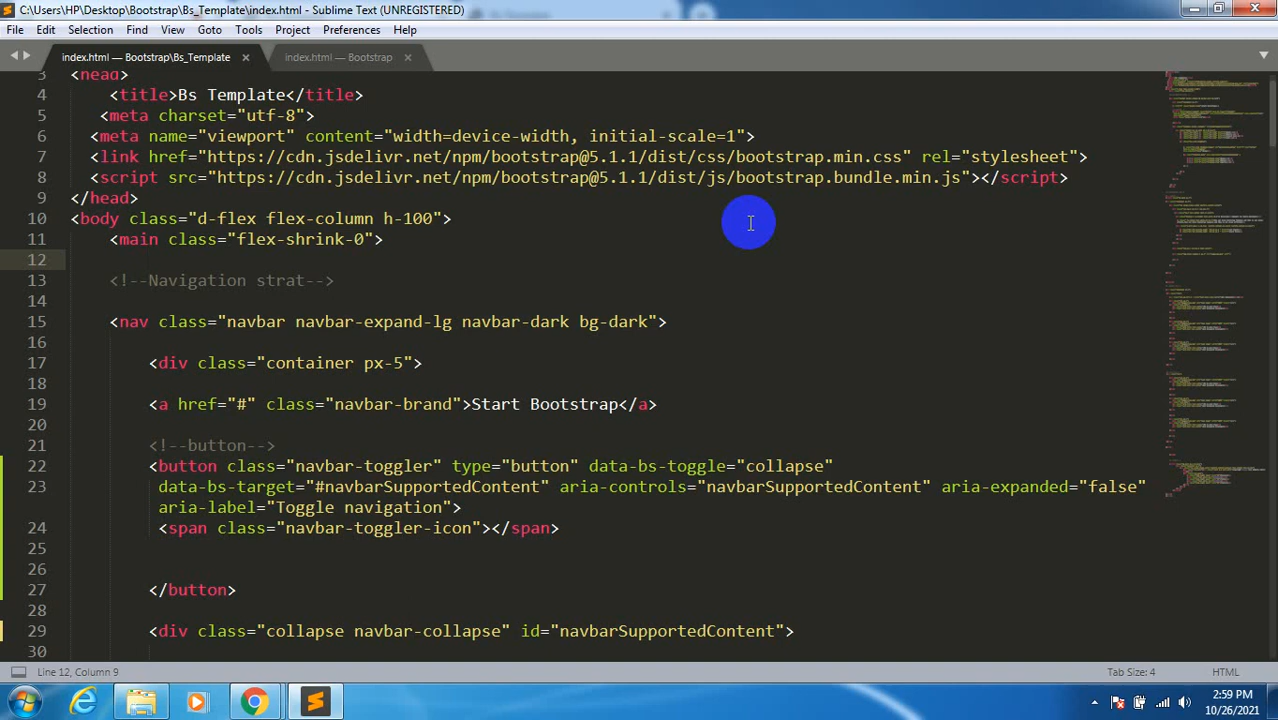 C:\Users\HP\Desktop\Bootstrap\Bs_Template\index.html - Sublime Text (UNREGISTERED)
File Edit Selection Find View Goto Tools Project Preferences Help
index.html — Bootstrap\Bs_Template × index.html — Bootstrap ×
3 <head>
4 <title>Bs Template</title>
5 <meta charset="utf-8">
6 <meta name="viewport" content="width=device-width, initial-scale=1">
7 <link href="https://cdn.jsdelivr.net/npm/bootstrap@5.1.1/dist/css/bootstrap.min.css" rel="stylesheet">
8 <script src="https://cdn.jsdelivr.net/npm/bootstrap@5.1.1/dist/js/bootstrap.bundle.min.js"></script>
9 </head>
10 <body class="d-flex flex-column h-100">
11 <main class="flex-shrink-0">
12
13 <!--Navigation strat-->
14
15 <nav class="navbar navbar-expand-lg navbar-dark bg-dark">
16
17 <div class="container px-5">
18
19 <a href="#" class="navbar-brand">Start Bootstrap</a>
20
21 <!--button-->
22 <button class="navbar-toggler" type="button" data-bs-toggle="collapse"
23 data-bs-target="#navbarSupportedContent" aria-controls="navbarSupportedContent" aria-expanded="false"
aria-label="Toggle navigation">
24 <span class="navbar-toggler-icon"></span>
25
26
27 </button>
28
29 <div class="collapse navbar-collapse" id="navbarSupportedContent">
30
Line 12, Column 9 Tab Size: 4 HTML
2:59 PM
10/26/2021